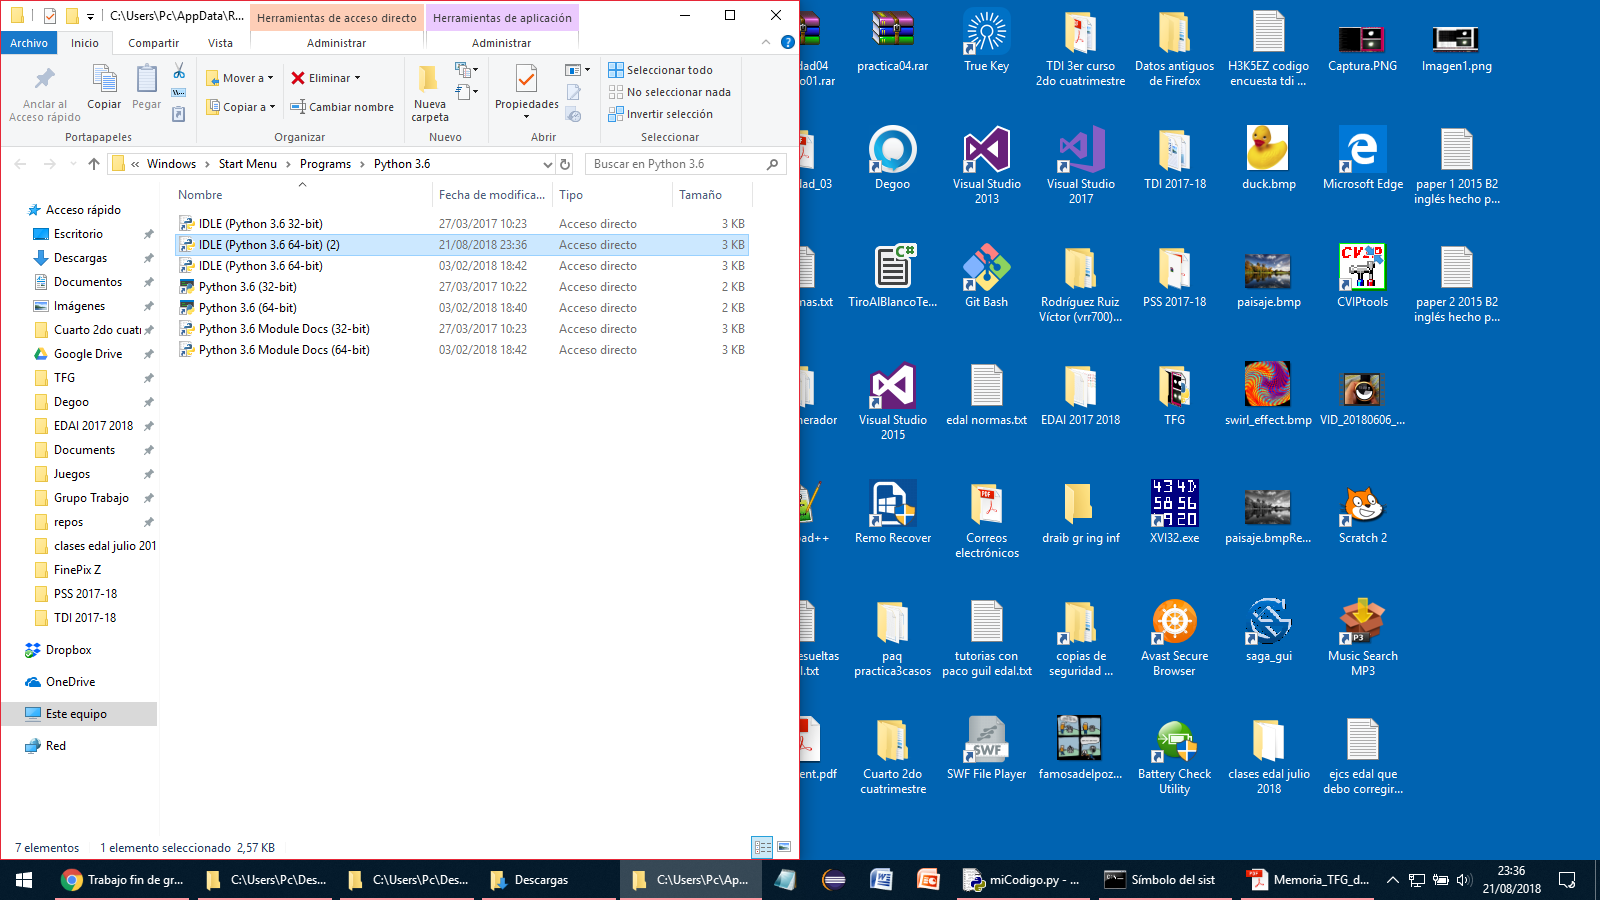 C:\Users\Pc\AppData\R...
Herramientas de acceso directo
Herramientas de aplicación
Archivo
Inicio
Compartir
Vista
Administrar
Administrar
Anclar al
Acceso rápido
Copiar
Pegar
Mover a
Copiar a
Eliminar
Cambiar nombre
Nueva
carpeta
Propiedades
Seleccionar todo
No seleccionar nada
Invertir selección
Portapapeles
Organizar
Nuevo
Abrir
Seleccionar
« Windows > Start Menu > Programs > Python 3.6
Buscar en Python 3.6
Nombre Fecha de modifica... Tipo Tamaño
IDLE (Python 3.6 32-bit) 27/03/2017 10:23 Acceso directo 3 KB
IDLE (Python 3.6 64-bit) (2) 21/08/2018 23:36 Acceso directo 3 KB
IDLE (Python 3.6 64-bit) 03/02/2018 18:42 Acceso directo 3 KB
Python 3.6 (32-bit) 27/03/2017 10:22 Acceso directo 2 KB
Python 3.6 (64-bit) 03/02/2018 18:40 Acceso directo 2 KB
Python 3.6 Module Docs (32-bit) 27/03/2017 10:23 Acceso directo 3 KB
Python 3.6 Module Docs (64-bit) 03/02/2018 18:42 Acceso directo 3 KB
Acceso rápido
Escritorio
Descargas
Documentos
Imágenes
Cuarto 2do cuat
Google Drive
TFG
Degoo
EDAI 2017 2018
Documents
Juegos
Grupo Trabajo
repos
clases edal julio 201
FinePix Z
PSS 2017-18
TDI 2017-18
Dropbox
OneDrive
Este equipo
Red
7 elementos
1 elemento seleccionado 2,57 KB
dad04
o01.rar
practica04.rar
True Key
TDI 3er curso
2do cuatrimestre
Datos antiguos
de Firefox
H3K5EZ codigo
encuesta tdi ...
Captura.PNG
Imagen1.png
lad_03
Degoo
Visual Studio
2013
Visual Studio
2017
TDI 2017-18
duck.bmp
Microsoft Edge
paper 1 2015 B2
inglés hecho p...
mas.txt
C#
TiroAlBlancoTe...
Git Bash
Rodríguez Ruiz
Víctor (vrr700)...
PSS 2017-18
paisaje.bmp
CVIP
CVIPtools
paper 2 2015 B2
inglés hecho p...
nerador
Visual Studio
2015
edal normas.txt
EDAI 2017 2018
TFG
swirl_effect.bmp
VID_20180606_...
pad++
Remo Recover
PDF
Correos
electrónicos
draib gr ing inf
43 4D
58 56
49 20
XVI32.exe
paisaje.bmpRe...
Scratch 2
esueltas
l.txt
paq
practica3casos
tutorias con
paco guil edal.txt
copias de
seguridad ...
Avast Secure
Browser
saga_gui
P3
Music Search
MP3
ent.pdf
Cuarto 2do
cuatrimestre
SWF
SWF File Player
famosadelpoz...
Battery Check
Utility
clases edal julio
2018
ejcs edal que
debo corregir...
Trabajo fin de gr...
C:\Users\Pc\Des...
C:\Users\Pc\Des...
Descargas
C:\Users\Pc\Ap...
miCodigo.py - ...
Símbolo del sist
Memoria_TFG_d...
23:36
21/08/2018